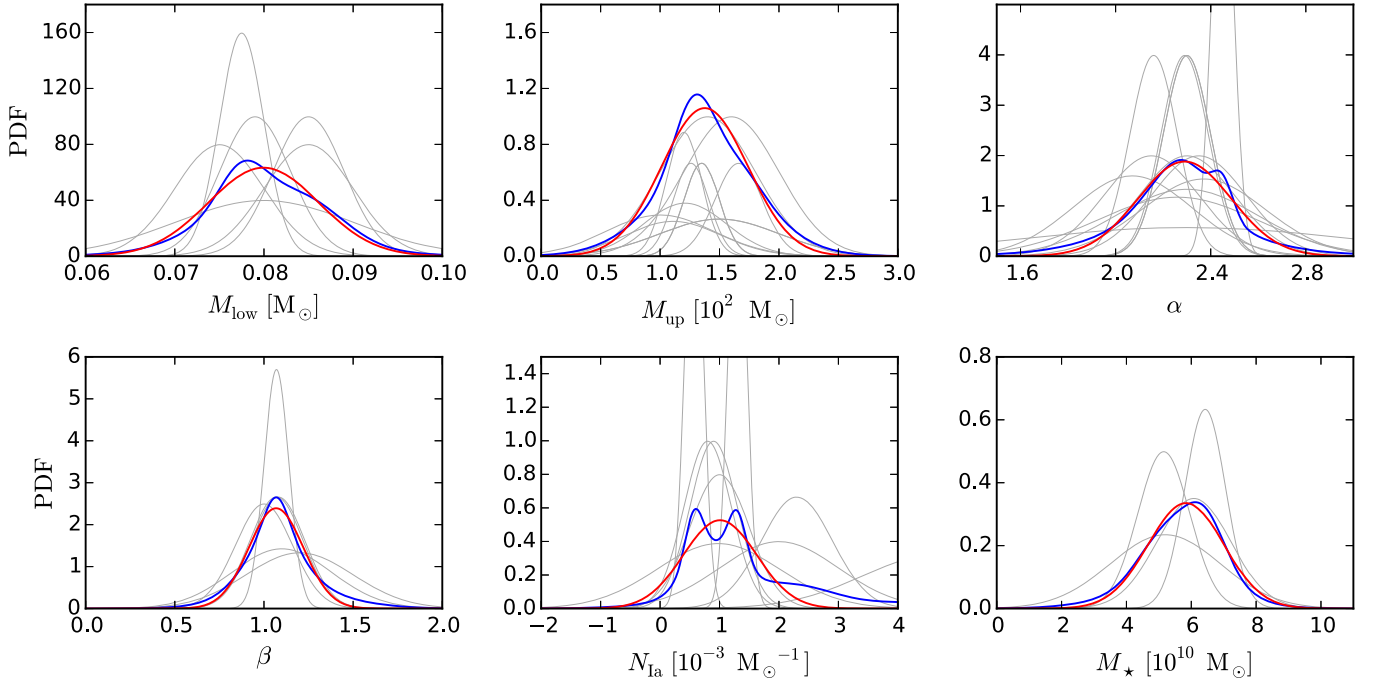 PDF
160
120
80
40
0
0.06 0.07 0.08 0.09 0.10
M_low [M_⊙]
1.6
1.2
0.8
0.4
0.0
0.0 0.5 1.0 1.5 2.0 2.5 3.0
M_up [10² M_⊙]
4
3
2
1
0
1.6 2.0 2.4 2.8
α
PDF
6
5
4
3
2
1
0
0.0 0.5 1.0 1.5 2.0
β
1.4
1.2
1.0
0.8
0.6
0.4
0.2
0.0
−2 −1 0 1 2 3 4
N_Ia [10⁻³ M_⊙⁻¹]
0.8
0.6
0.4
0.2
0.0
0 2 4 6 8 10
M_⋆ [10¹⁰ M_⊙]